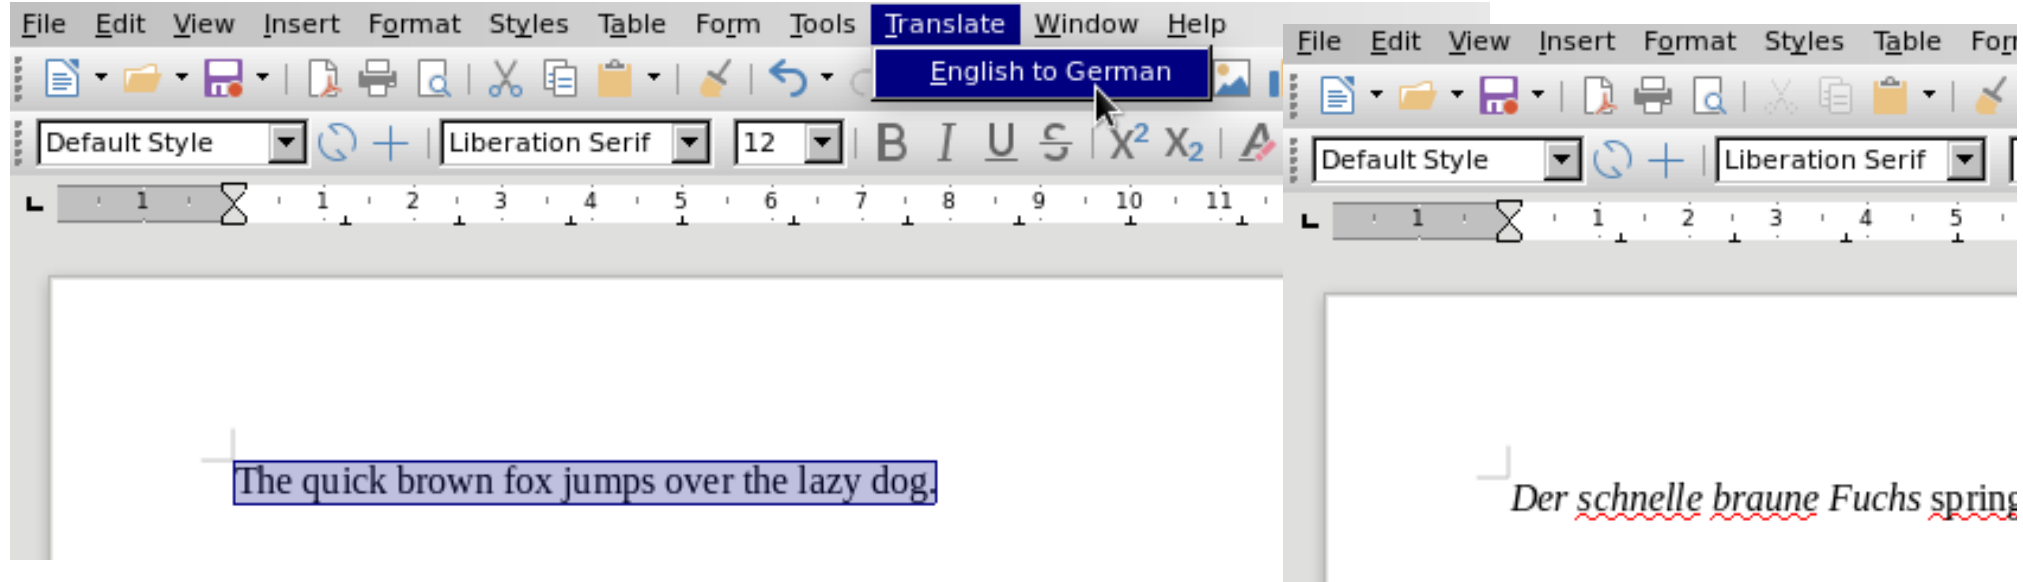 File Edit View Insert Format Styles Table Form Tools Translate Window Help
English to German
Default Style Liberation Serif 12 B I U S X² X₂ A
1 1 2 3 4 5 6 7 8 9 10 11
The quick brown fox jumps over the lazy dog.
File Edit View Insert Format Styles Table
Default Style Liberation Serif
1 1 2 3 4 5
Der schnelle braune Fuchs spring